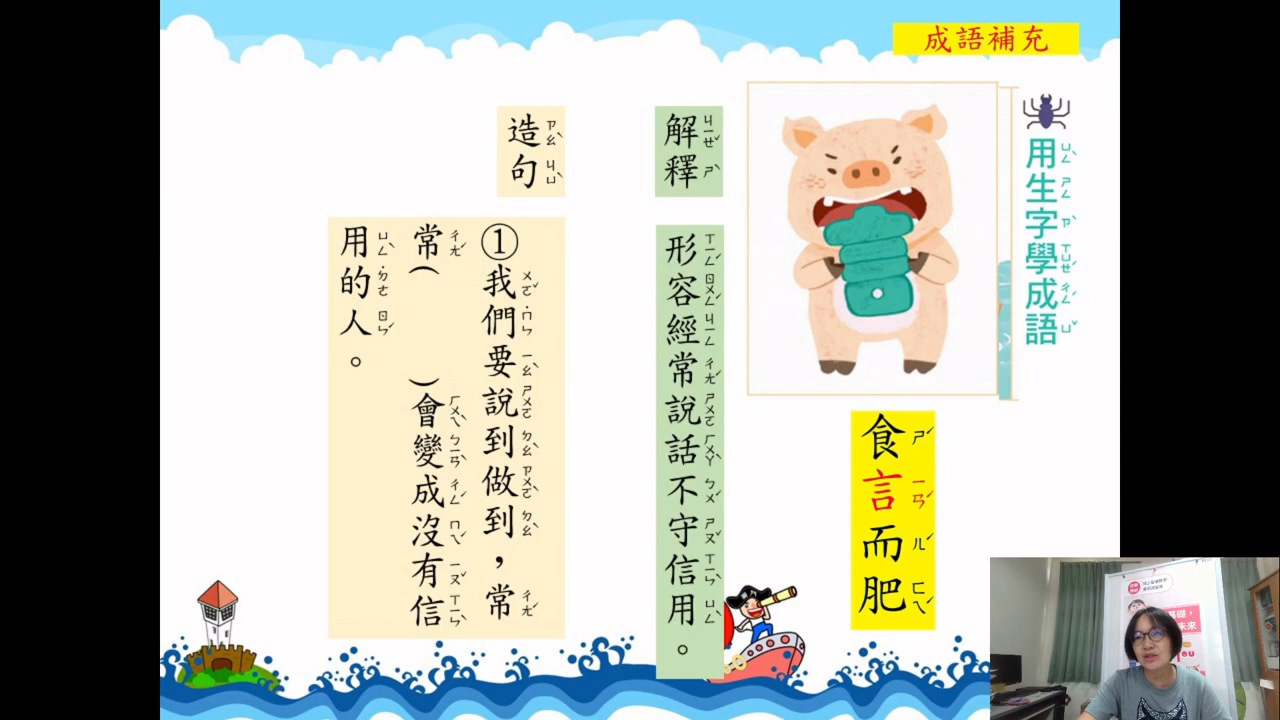 成語補充
用生字學成語
食言而肥
解釋
形容經常說話不守信用。
造句
①我們要說到做到，常
常（　　）會變成沒有信
用的人。